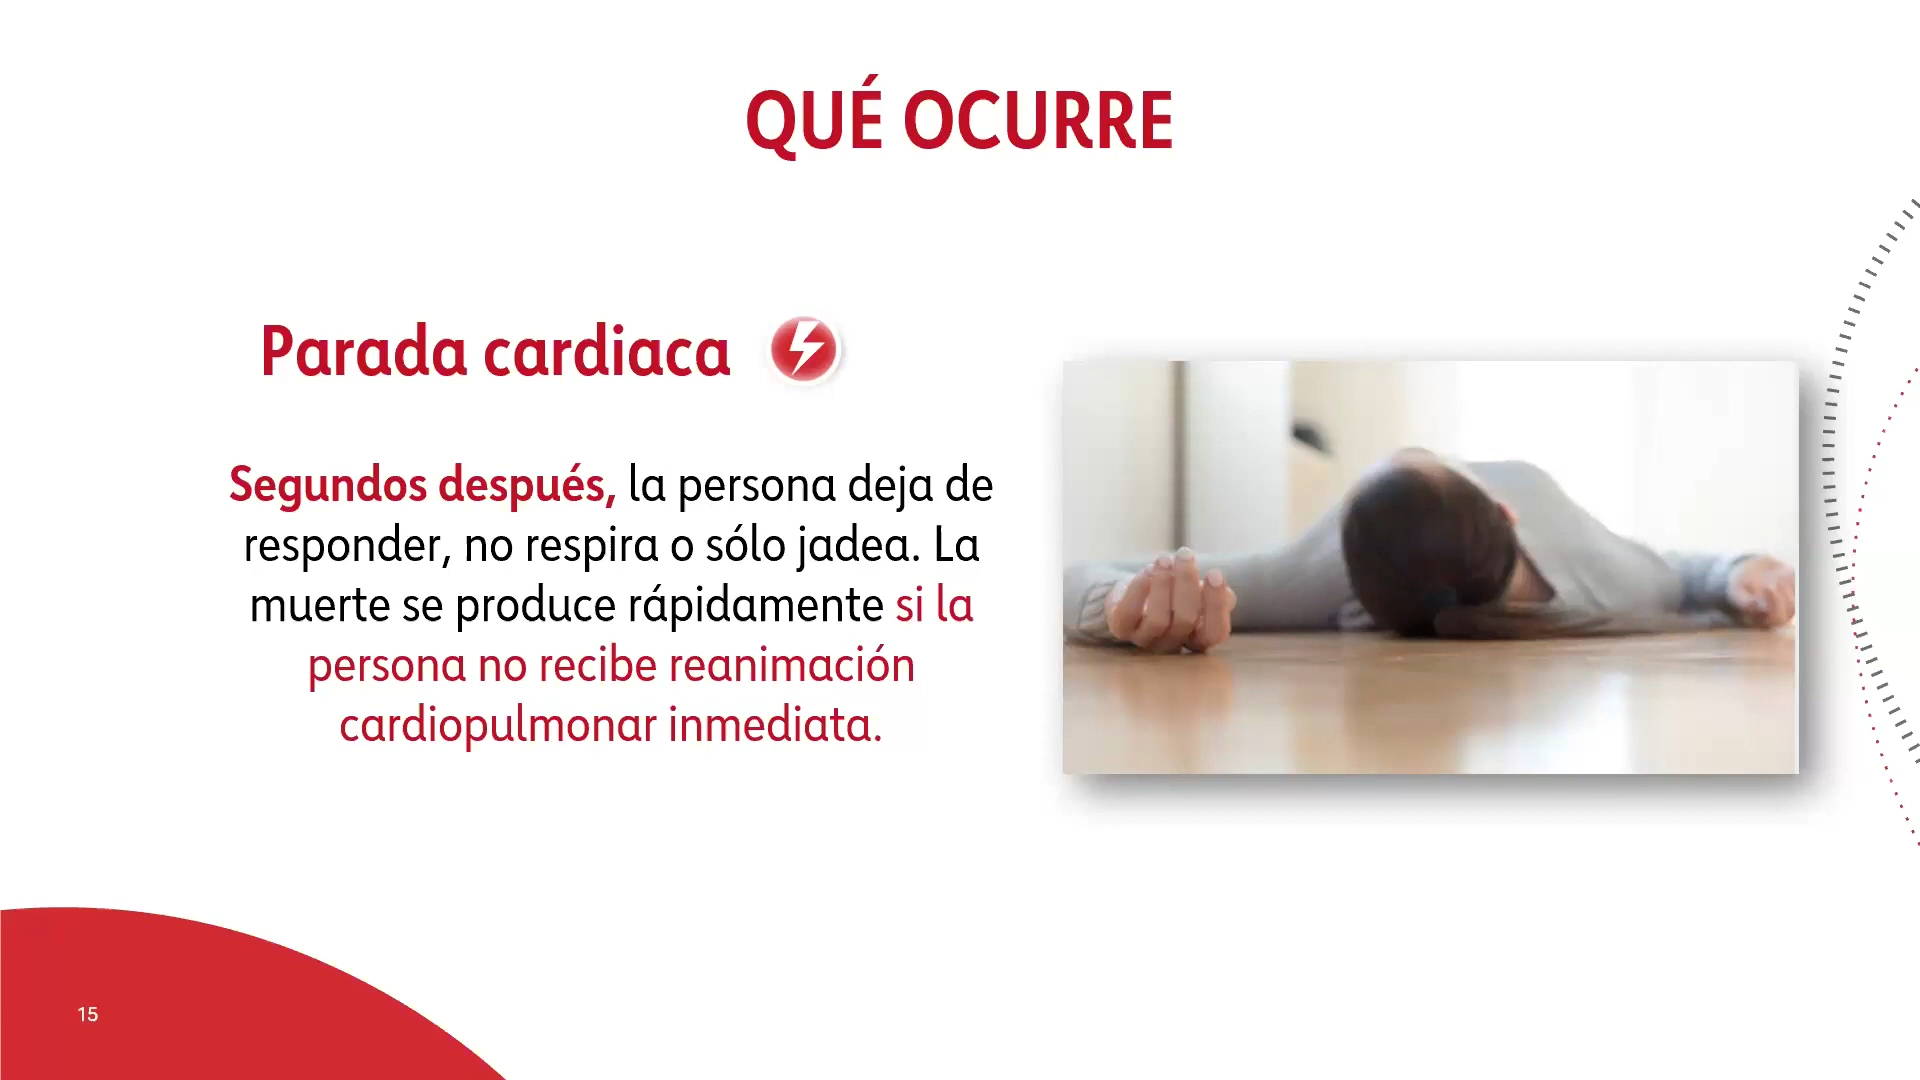 QUÉ OCURRE
Parada cardiaca
Segundos después, la persona deja de
responder, no respira o sólo jadea. La
muerte se produce rápidamente si la
persona no recibe reanimación
cardiopulmonar inmediata.
15